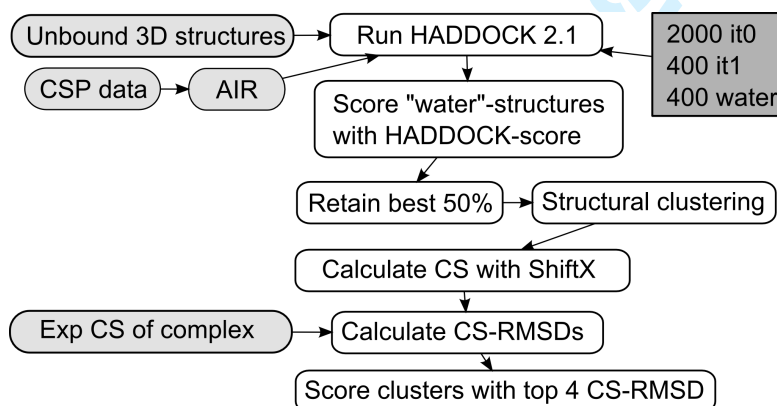 Unbound 3D structures
Run HADDOCK 2.1
2000 it0
400 it1
400 water
CSP data
AIR
Score "water"-structures
with HADDOCK-score
Retain best 50%
Structural clustering
Calculate CS with ShiftX
Exp CS of complex
Calculate CS-RMSDs
Score clusters with top 4 CS-RMSD